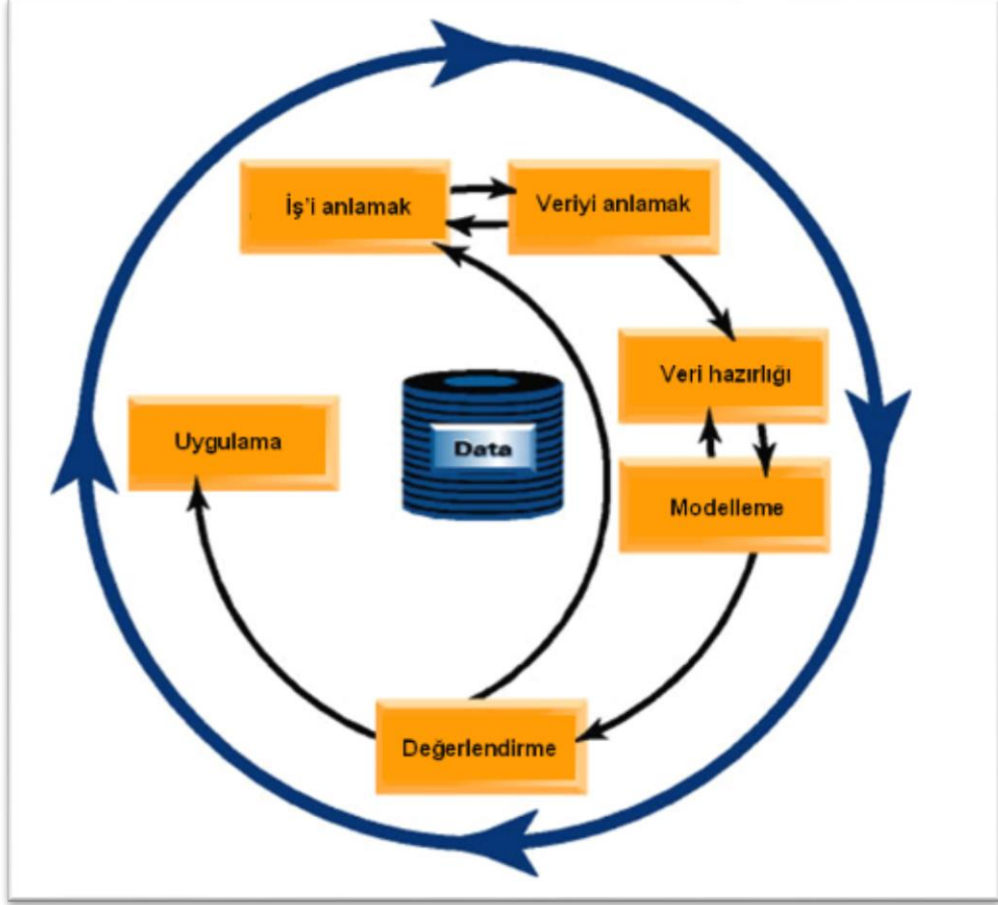 İş'i anlamak
Veriyi anlamak
Veri hazırlığı
Uygulama
Data
Modelleme
Değerlendirme